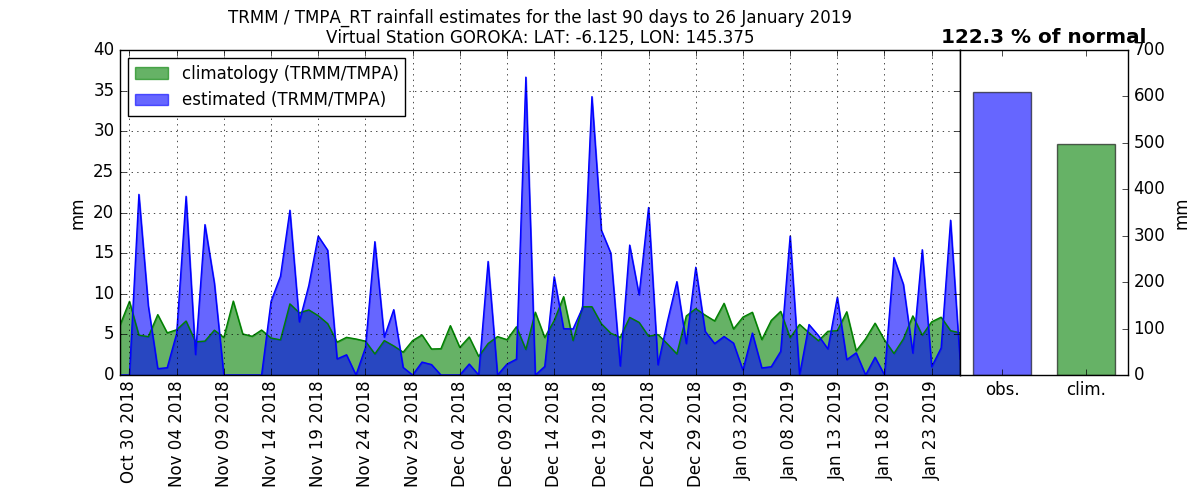 TRMM / TMPA_RT rainfall estimates for the last 90 days to 26 January 2019
Virtual Station GOROKA: LAT: -6.125, LON: 145.375
122.3 % of normal
climatology (TRMM/TMPA)
estimated (TRMM/TMPA)
mm
40
35
30
25
20
15
10
5
0
Oct 30 2018
Nov 04 2018
Nov 09 2018
Nov 14 2018
Nov 19 2018
Nov 24 2018
Nov 29 2018
Dec 04 2018
Dec 09 2018
Dec 14 2018
Dec 19 2018
Dec 24 2018
Dec 29 2018
Jan 03 2019
Jan 08 2019
Jan 13 2019
Jan 18 2019
Jan 23 2019
obs.
clim.
700
600
500
400
300
200
100
0
mm